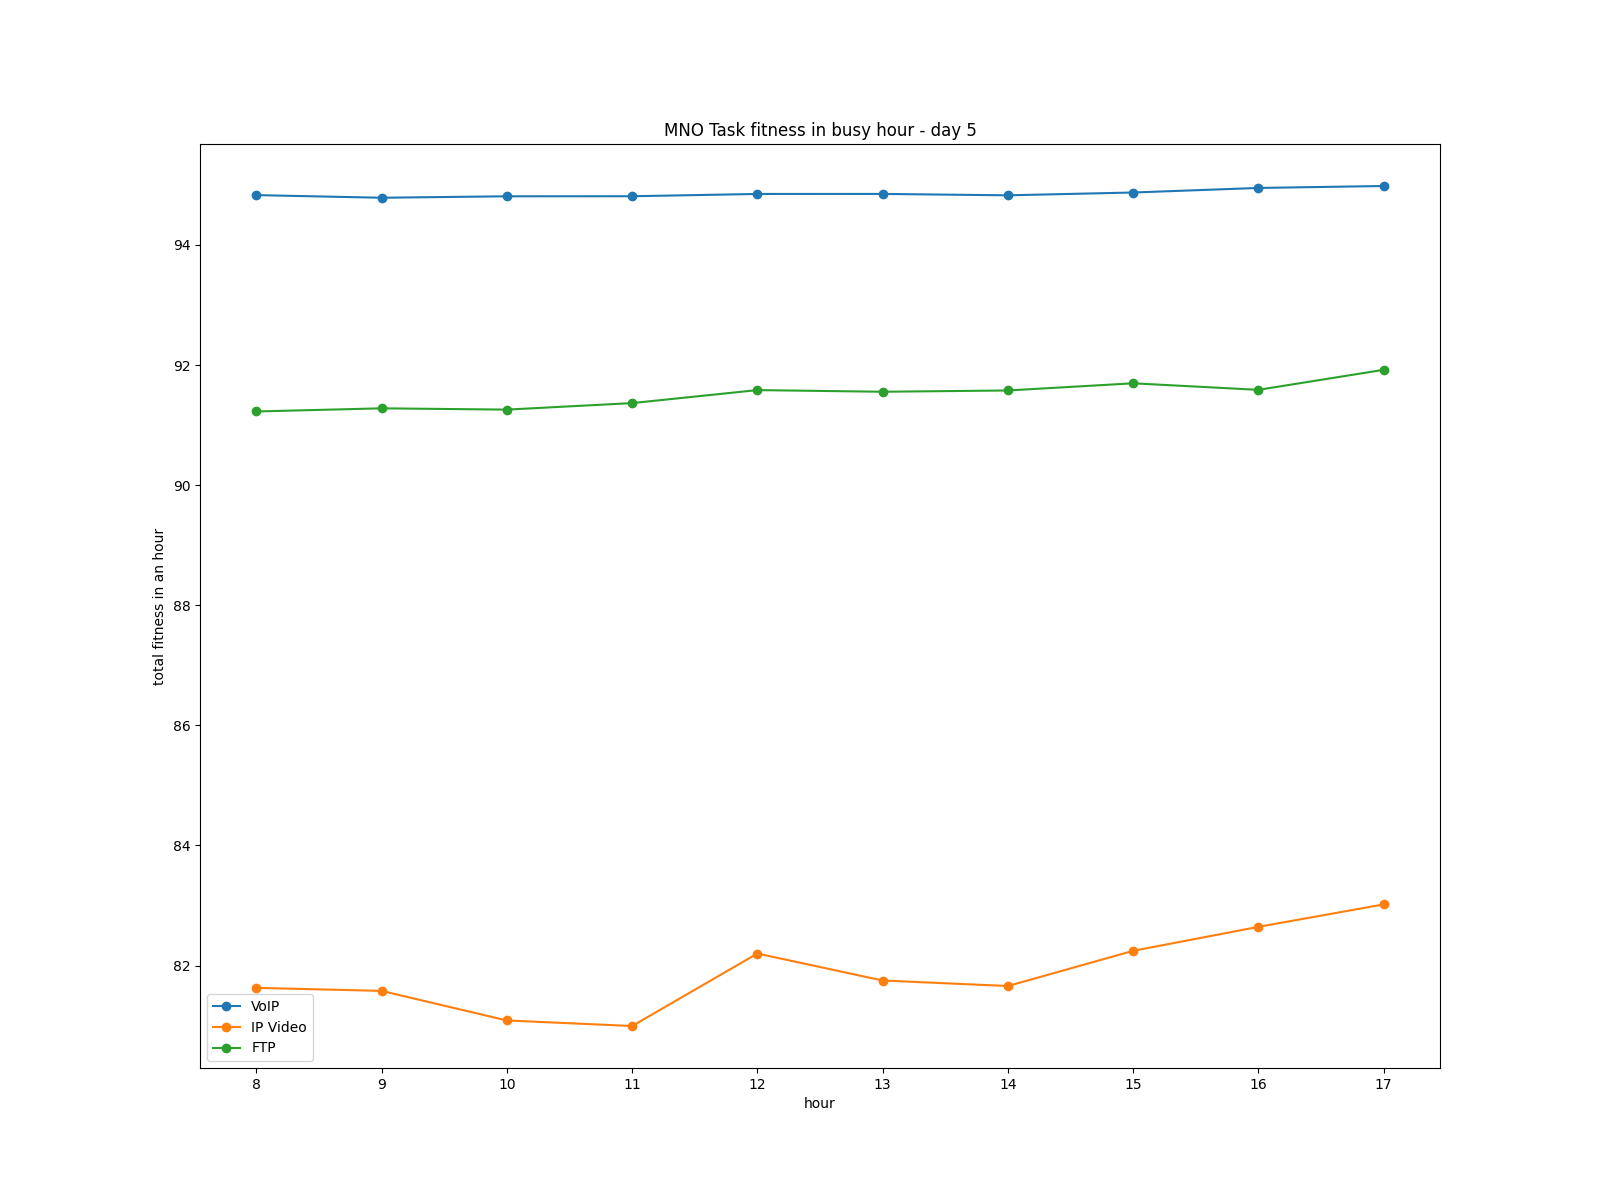 MNO Task fitness in busy hour - day 5
total fitness in an hour
94
92
90
88
86
84
82
VoIP
IP Video
FTP
8 9 10 11 12 13 14 15 16 17
hour